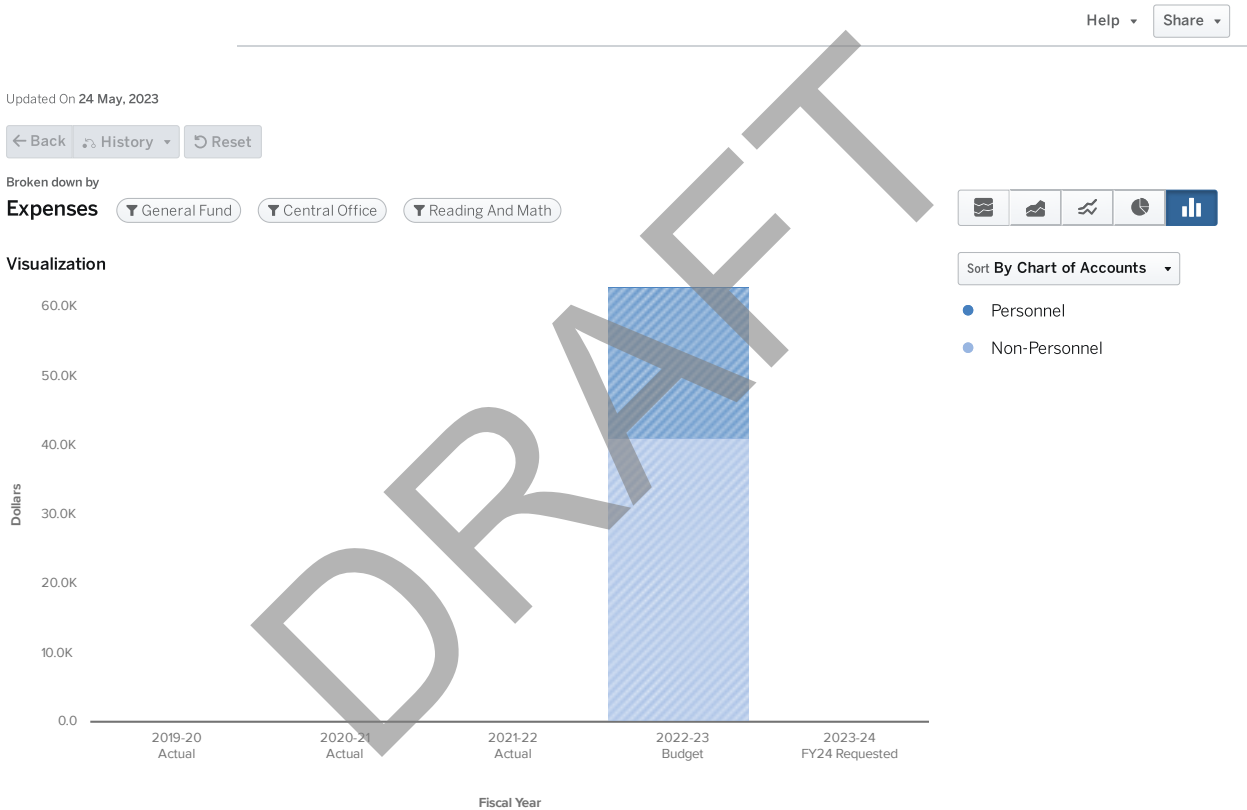 Help Share
Updated On 24 May, 2023
Back History Reset
Broken down by
Expenses General Fund Central Office Reading And Math
Visualization
Sort By Chart of Accounts
Personnel
Non-Personnel
60.0K
50.0K
40.0K
30.0K
20.0K
10.0K
0.0
Dollars
2019-20 2020-21 2021-22 2022-23 2023-24
Actual Actual Actual Budget FY24 Requested
Fiscal Year
DRAFT